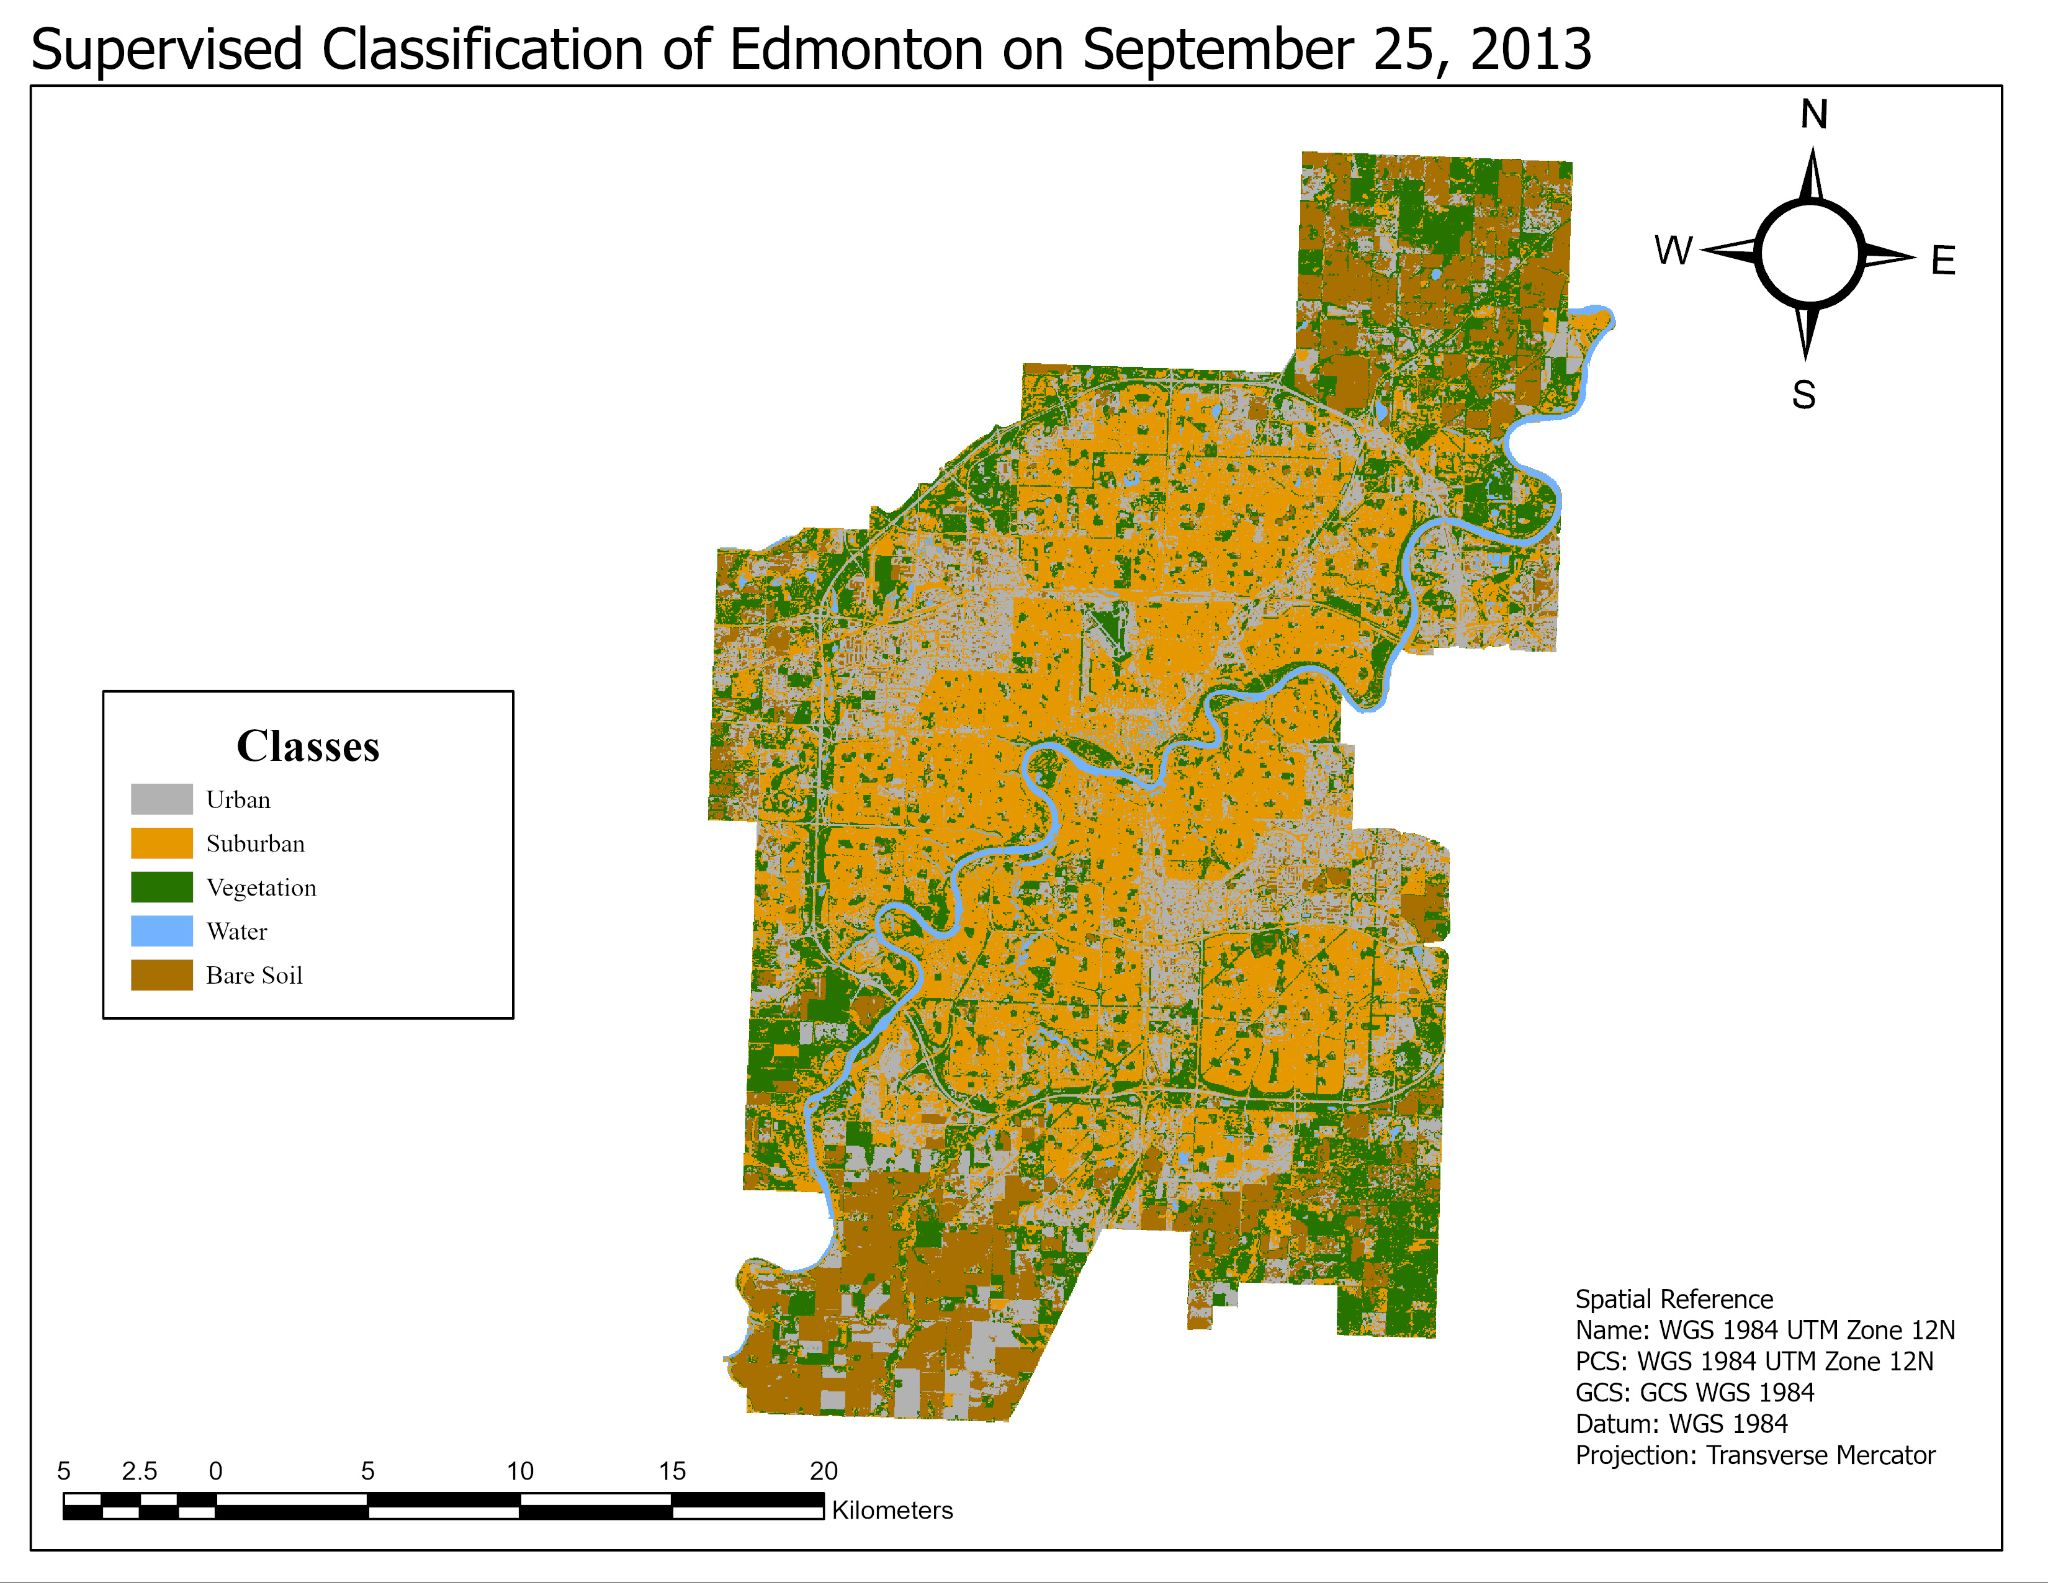 Supervised Classification of Edmonton on September 25, 2013
N
W
E
S
Classes
Urban
Suburban
Vegetation
Water
Bare Soil
Spatial Reference
Name: WGS 1984 UTM Zone 12N
PCS: WGS 1984 UTM Zone 12N
GCS: GCS WGS 1984
Datum: WGS 1984
Projection: Transverse Mercator
5 2.5 0 5 10 15 20
Kilometers